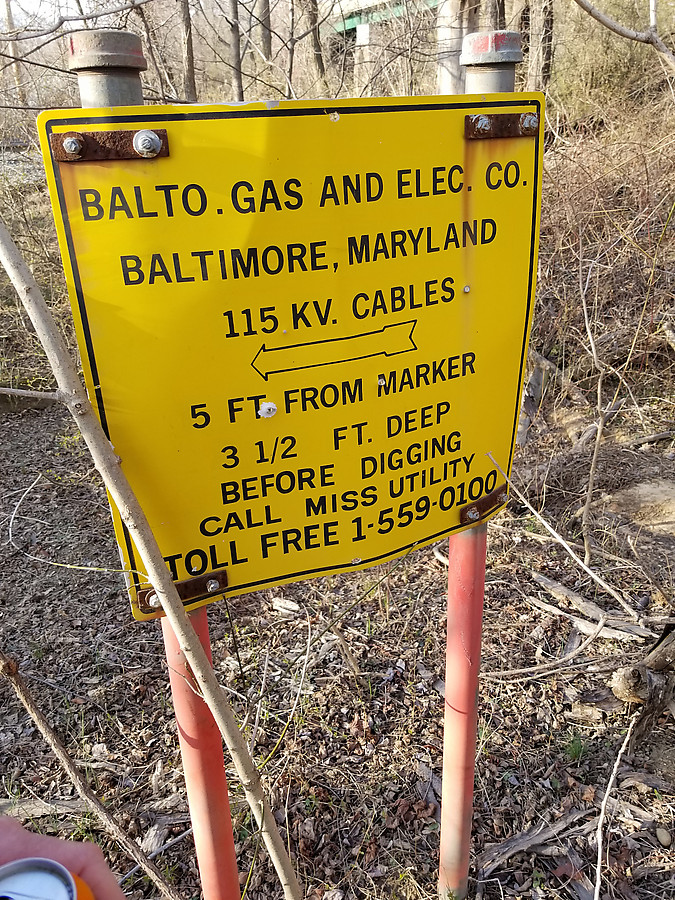 BALTO. GAS AND ELEC. CO.
BALTIMORE, MARYLAND
115 KV. CABLES
5 FT. FROM MARKER
3 1/2 FT. DEEP
BEFORE DIGGING
CALL MISS UTILITY
TOLL FREE 1-559-0100